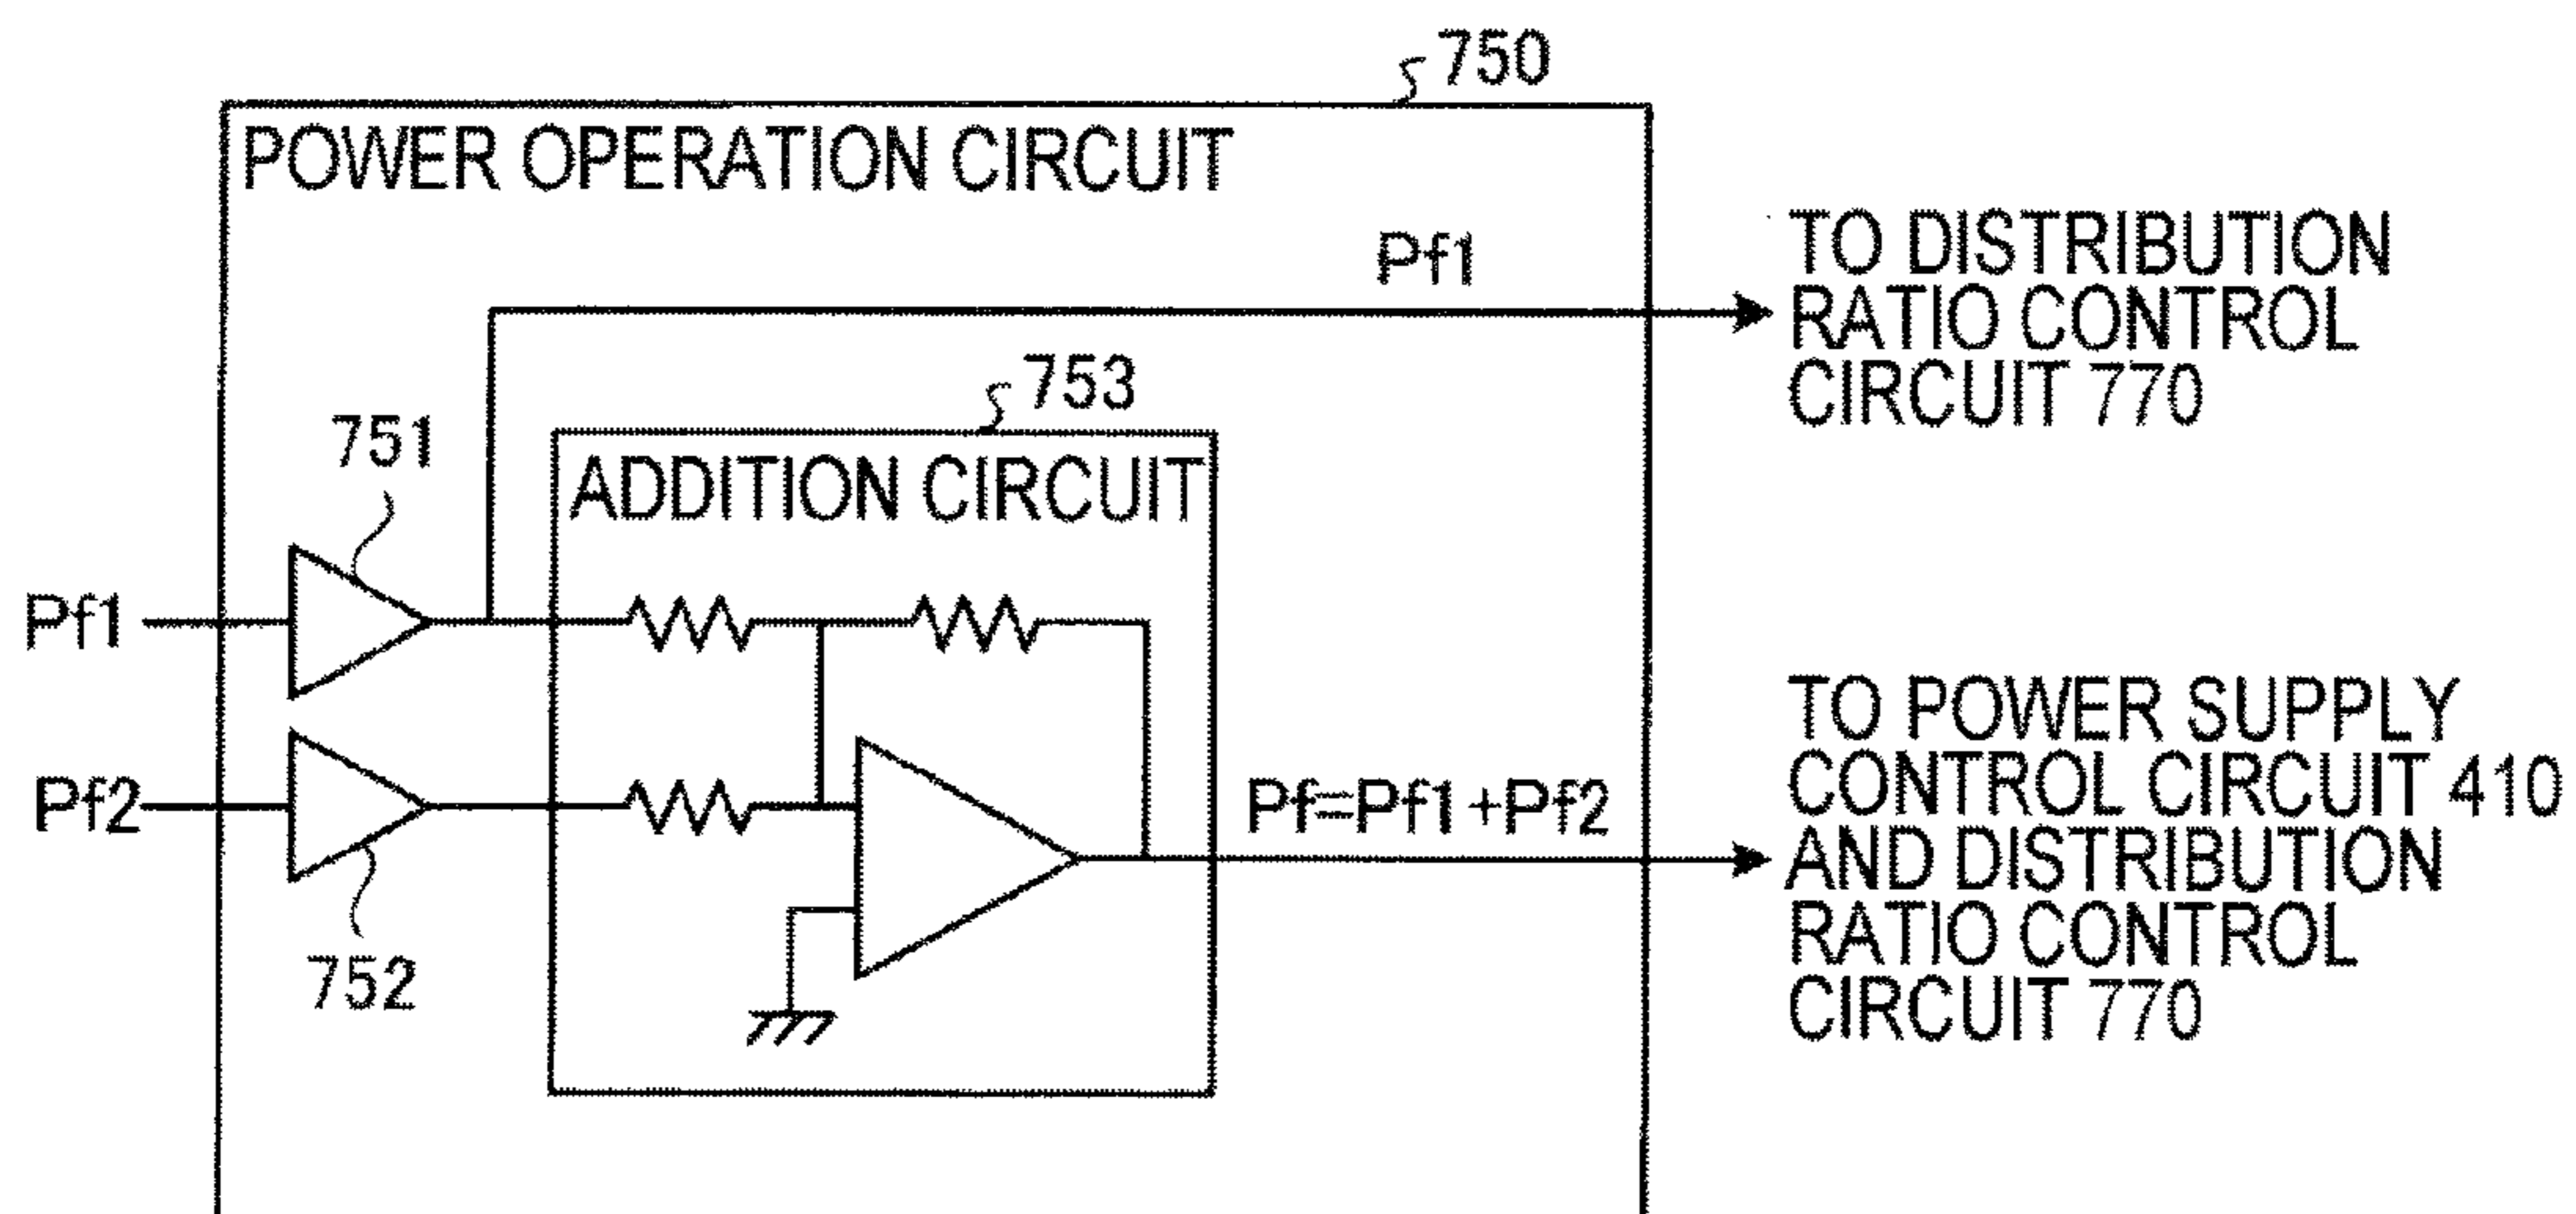 750
POWER OPERATION CIRCUIT
Pf1
TO DISTRIBUTION
RATIO CONTROL
CIRCUIT 770
753
751
ADDITION CIRCUIT
Pf1
Pf2
752
Pf=Pf1+Pf2
TO POWER SUPPLY
CONTROL CIRCUIT 410
AND DISTRIBUTION
RATIO CONTROL
CIRCUIT 770